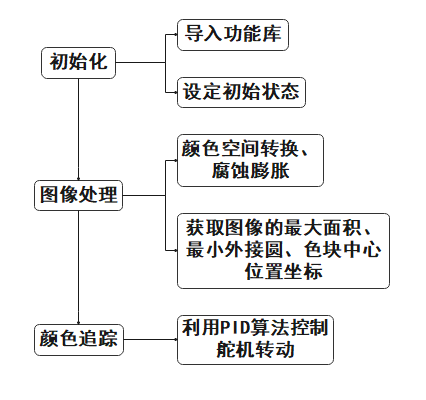 初始化
导入功能库
设定初始状态
图像处理
颜色空间转换、
腐蚀膨胀
获取图像的最大面积、
最小外接圆、色块中心
位置坐标
颜色追踪
利用PID算法控制
舵机转动